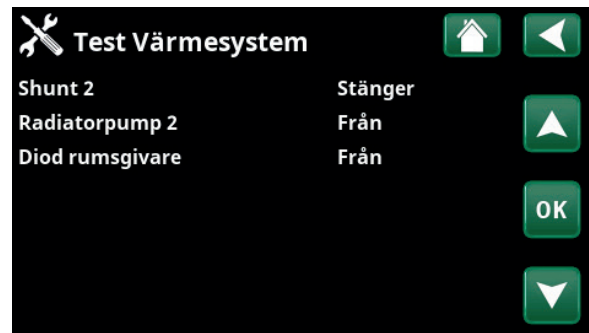 Test Värmesystem
Shunt 2 Stänger
Radiatorpump 2 Från
Diod rumsgivare Från
OK